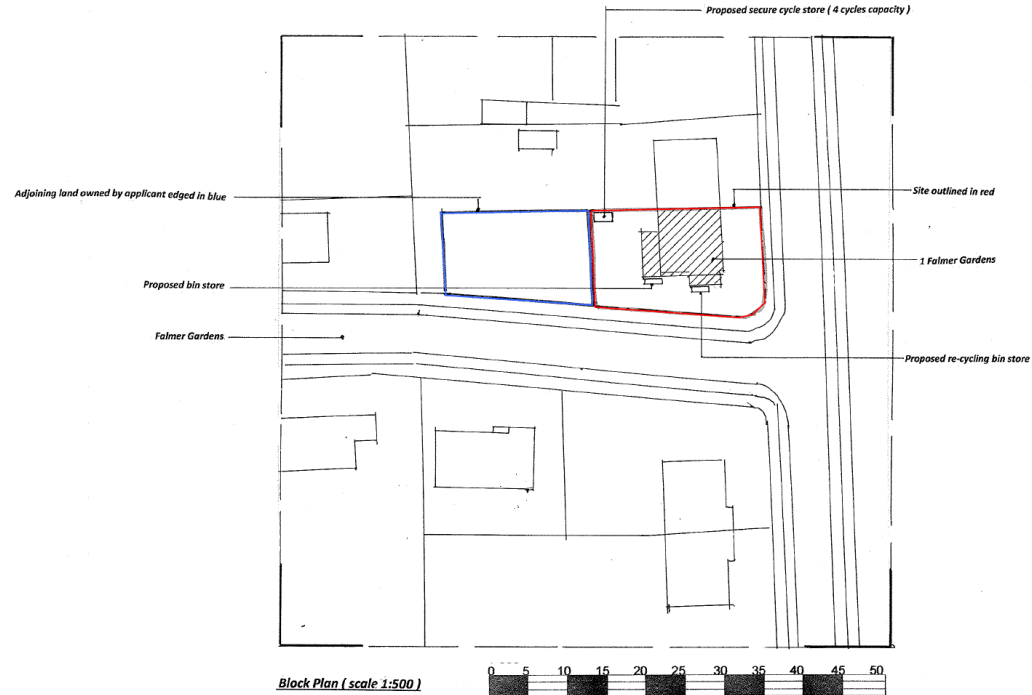 Proposed secure cycle store ( 4 cycles capacity )
Adjoining land owned by applicant edged in blue
Site outlined in red
1 Falmer Gardens
Proposed bin store
Falmer Gardens
Proposed re-cycling bin store
Block Plan ( scale 1:500 )
0 5 10 15 20 25 30 35 40 45 50